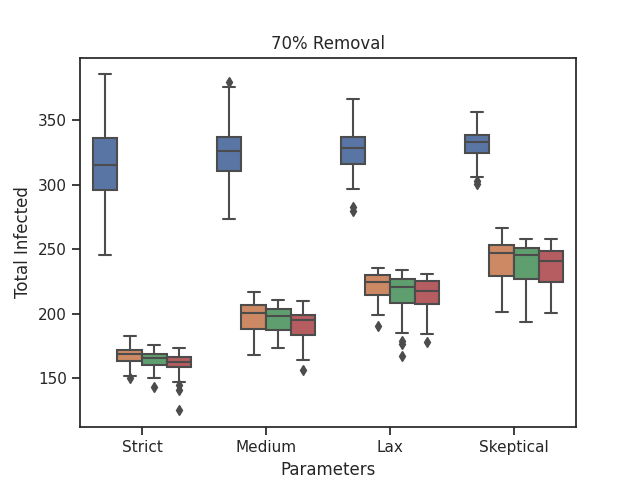 70% Removal
Total Infected
350
300
250
200
150
Strict
Medium
Lax
Skeptical
Parameters